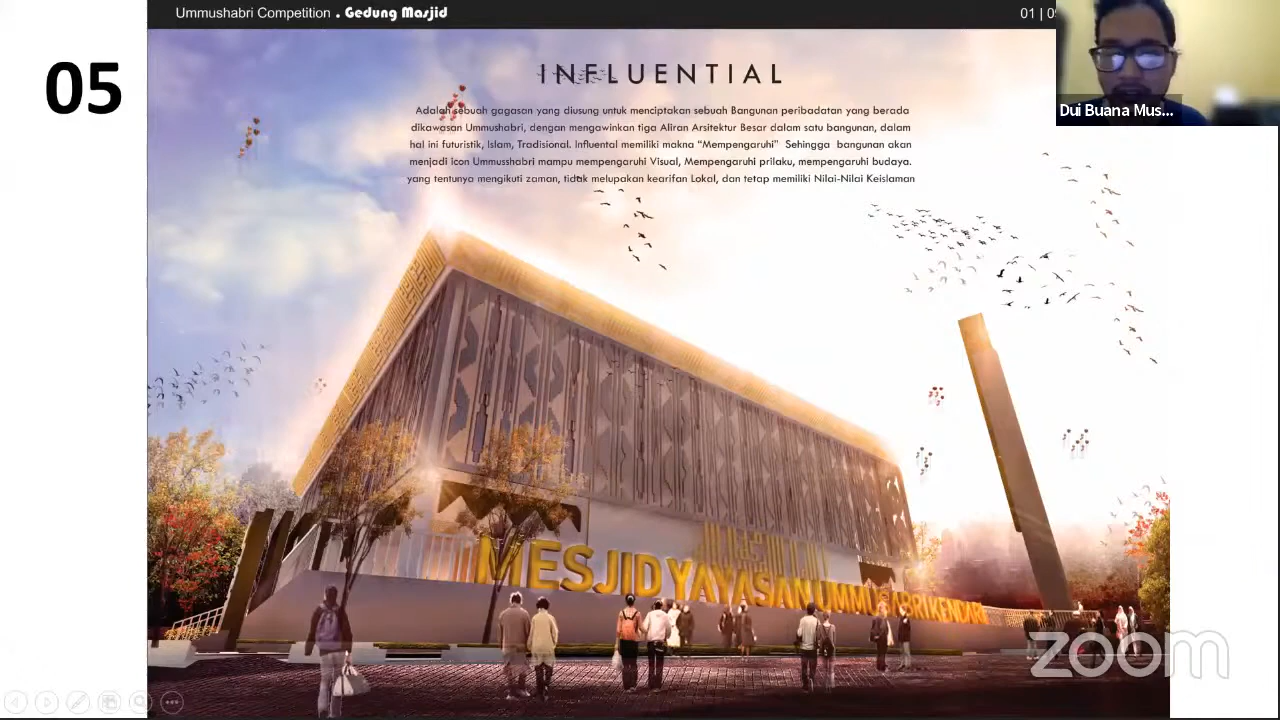 05
Ummushabri Competition . Gedung Masjid
01 |
INFLUENTIAL
Adalah sebuah gagasan yang diusung untuk menciptakan sebuah Bangunan peribadatan yang berada
dikawasan Ummushabri, dengan mengawinkan tiga Aliran Arsitektur Besar dalam satu bangunan, dalam
hal ini futuristik, Islam, Tradisional. Influental memiliki makna “Mempengaruhi” Sehingga bangunan akan
menjadi icon Ummusshabri mampu mempengaruhi Visual, Mempengaruhi prilaku, mempengaruhi budaya.
yang tentunya mengikuti zaman, tidak melupakan kearifan Lokal, dan tetap memiliki Nilai-Nilai Keislaman
Dui Buana Mus...
MESJID YAYASAN UMMUSABRI KENDARI
zoom